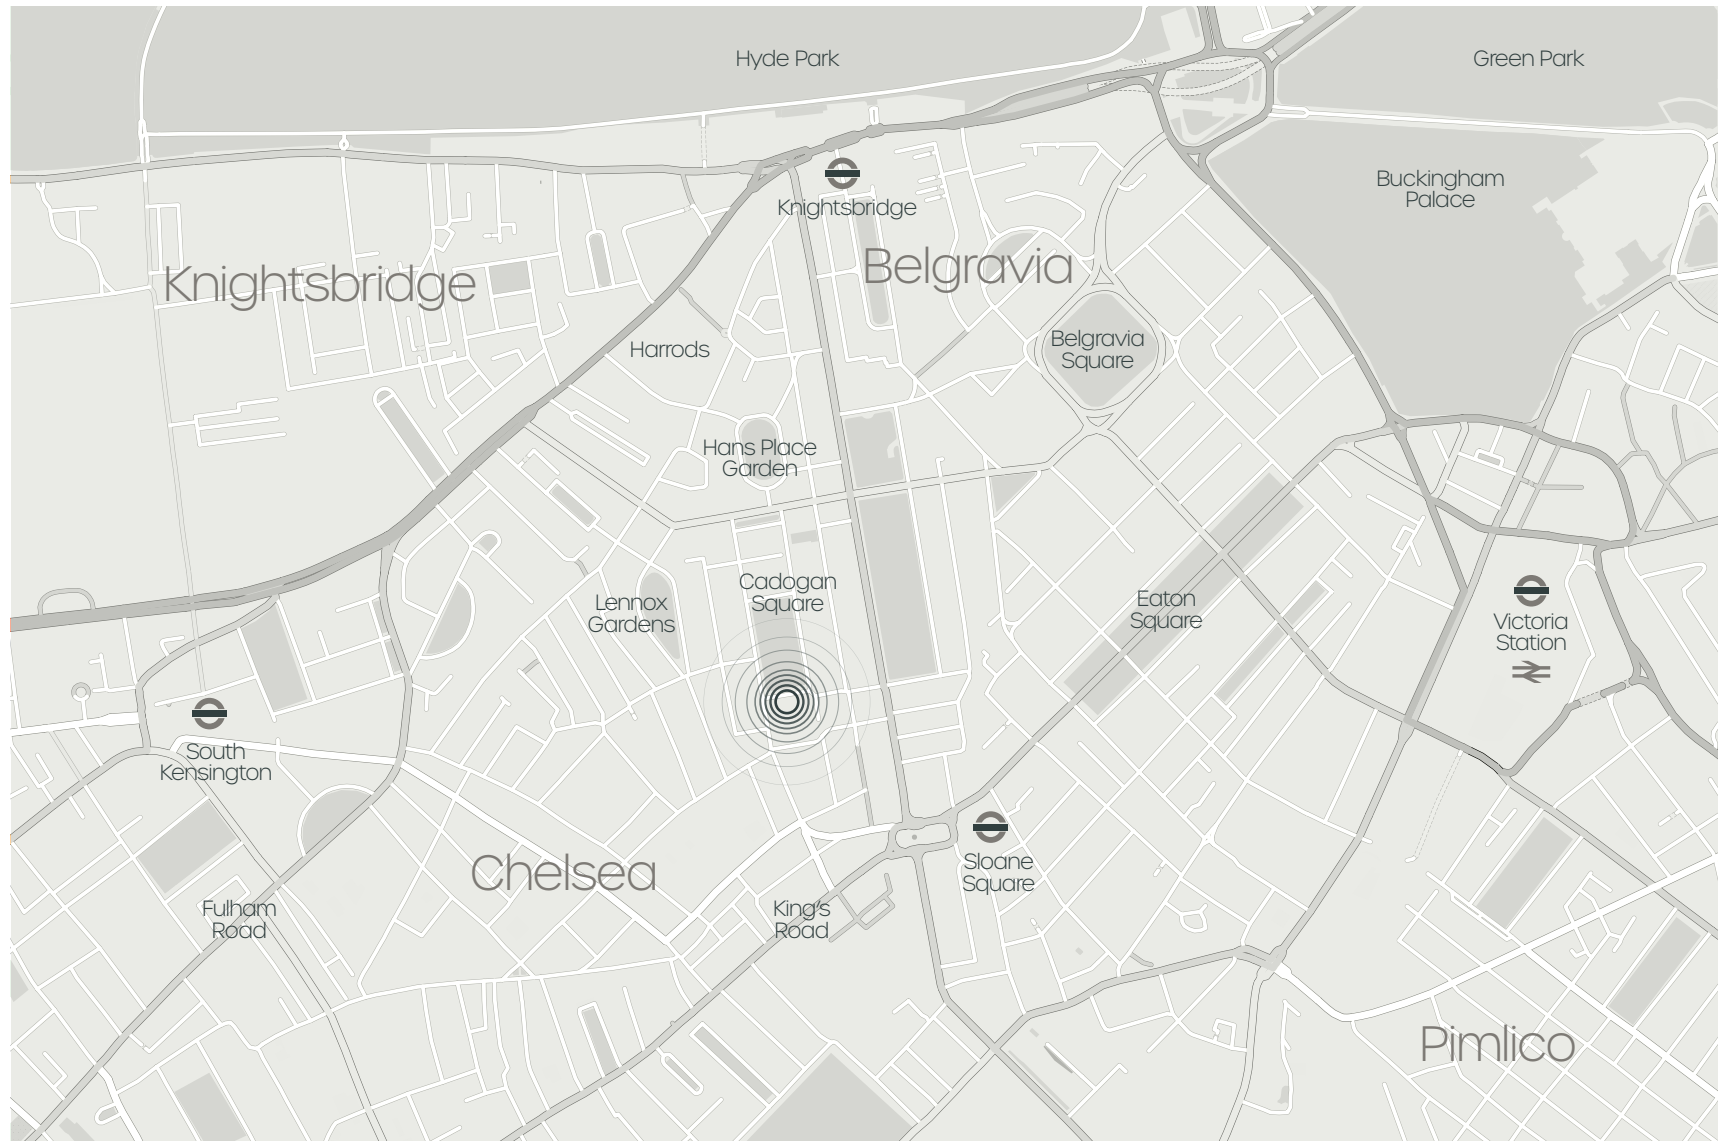 Hyde Park
Green Park
Buckingham
Palace
Knightsbridge
Belgravia
Knightsbridge
Belgravia
Square
Harrods
Hans Place
Garden
Cadogan
Square
Lennox
Gardens
Eaton
Square
Victoria
Station
South
Kensington
Sloane
Square
Chelsea
King's
Road
Fulham
Road
Pimlico